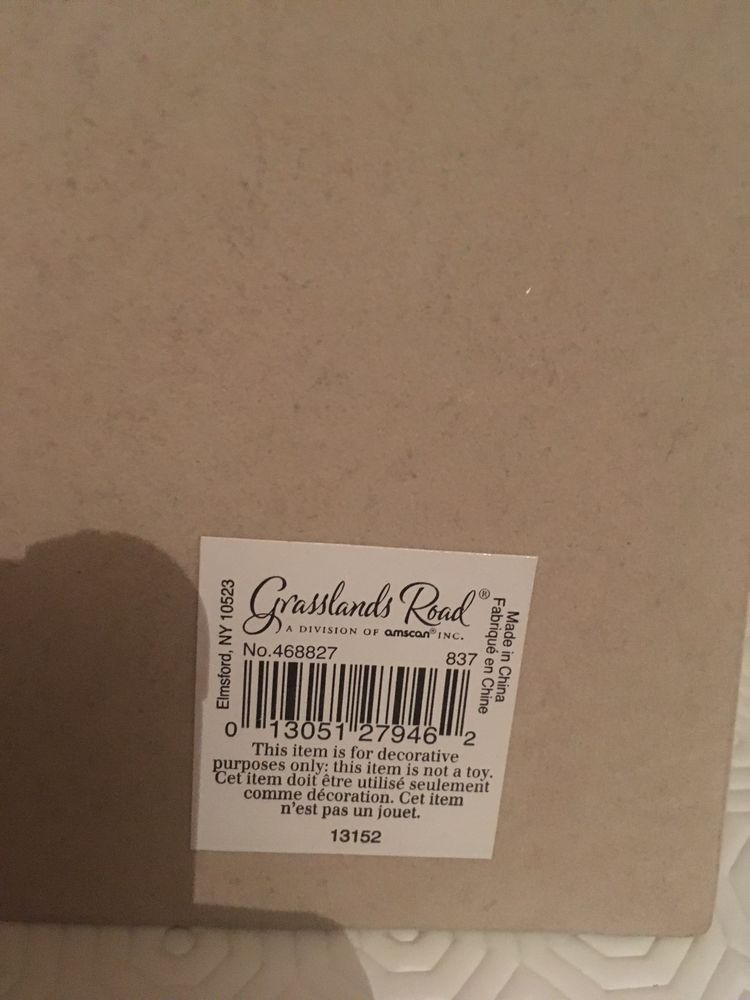 Grasslands Road®
A DIVISION OF amscan® INC.
Elmsford, NY 10523
Made in China
Fabriqué en Chine
No.468827 837
0 13051 27946 2
This item is for decorative
purposes only: this item is not a toy.
Cet item doit être utilisé seulement
comme décoration. Cet item
n'est pas un jouet.
13152